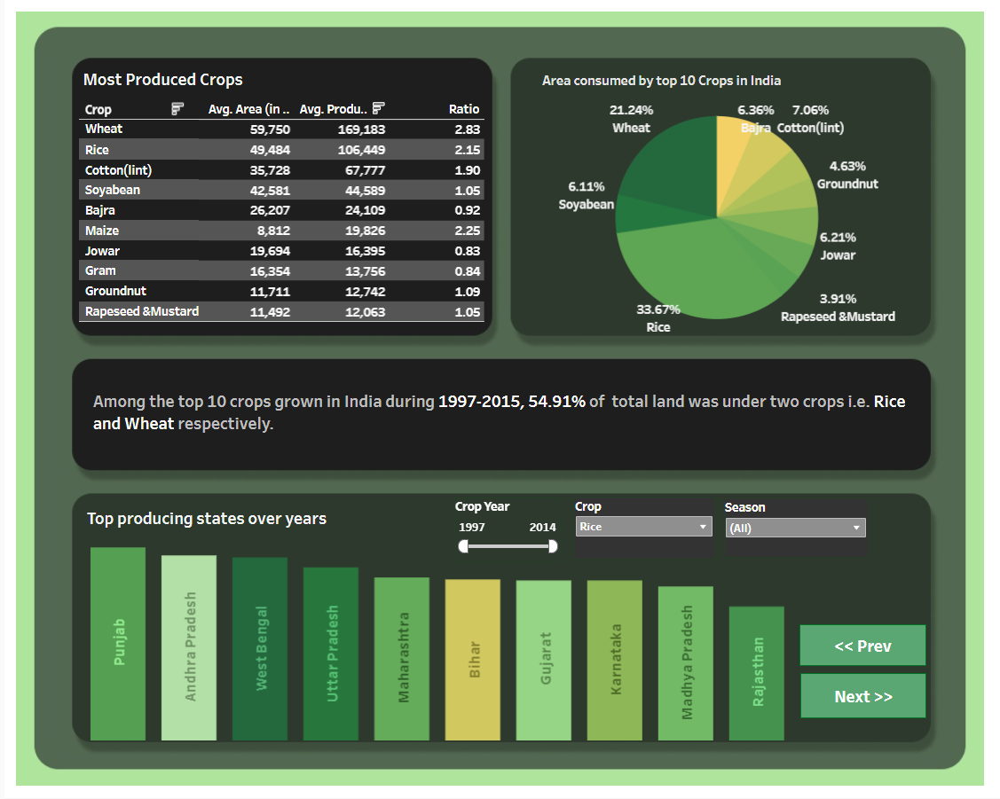 Most Produced Crops
Crop Avg. Area (in .. Avg. Produ.. Ratio
Wheat 59,750 169,183 2.83
Rice 49,484 106,449 2.15
Cotton(lint) 35,728 67,777 1.90
Soyabean 42,581 44,589 1.05
Bajra 26,207 24,109 0.92
Maize 8,812 19,826 2.25
Jowar 19,694 16,395 0.83
Gram 16,354 13,756 0.84
Groundnut 11,711 12,742 1.09
Rapeseed &Mustard 11,492 12,063 1.05
Area consumed by top 10 Crops in India
21.24%
Wheat
6.36%
Bajra
7.06%
Cotton(lint)
4.63%
Groundnut
6.11%
Soyabean
6.21%
Jowar
3.91%
Rapeseed &Mustard
33.67%
Rice
Among the top 10 crops grown in India during 1997-2015, 54.91% of total land was under two crops i.e. Rice
and Wheat respectively.
Top producing states over years
Crop Year
1997 2014
Crop
Rice
Season
(All)
Punjab
Andhra Pradesh
West Bengal
Uttar Pradesh
Maharashtra
Bihar
Gujarat
Karnataka
Madhya Pradesh
Rajasthan
<< Prev
Next >>